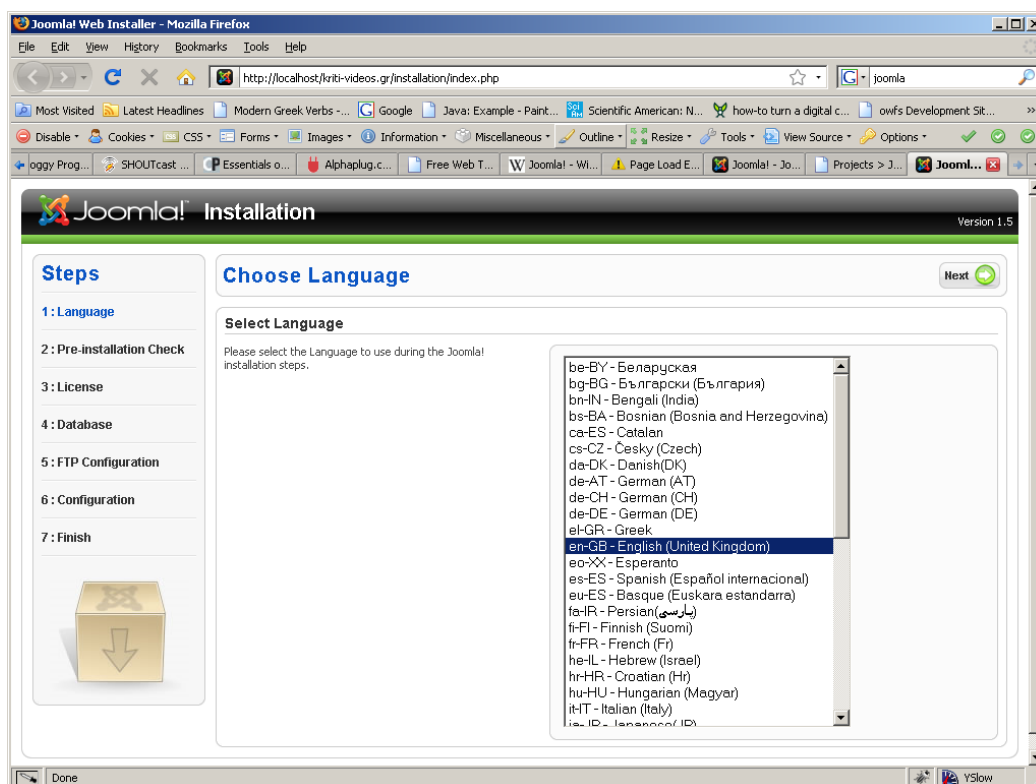 Joomla! Web Installer - Mozilla Firefox
File Edit View History Bookmarks Tools Help
http://localhost/kriti-videos.gr/installation/index.php joomla
Most Visited Latest Headlines Modern Greek Verbs -... Google Java: Example - Paint... Scientific American: N... how-to turn a digital c... owfs Development Sit...
Disable Cookies CSS Forms Images Information Miscellaneous Outline Resize Tools View Source Options
oggy Prog... SHOUTcast ... Essentials o... Alphaplug.c... Free Web T... Joomla! - Wi... Page Load E... Joomla! - Jo... Projects > J... Jooml...
Joomla! Installation
Version 1.5
Steps
1 : Language
2 : Pre-installation Check
3 : License
4 : Database
5 : FTP Configuration
6 : Configuration
7 : Finish
Choose Language
Next
Select Language
Please select the Language to use during the Joomla!
installation steps.
be-BY - Беларуская
bg-BG - Български (България)
bn-IN - Bengali (India)
bs-BA - Bosnian (Bosnia and Herzegovina)
ca-ES - Catalan
cs-CZ - Česky (Czech)
da-DK - Danish(DK)
de-AT - German (AT)
de-CH - German (CH)
de-DE - German (DE)
el-GR - Greek
en-GB - English (United Kingdom)
eo-XX - Esperanto
es-ES - Spanish (Español internacional)
eu-ES - Basque (Euskara estandarra)
fa-IR - Persian(پارسی)
fi-FI - Finnish (Suomi)
fr-FR - French (Fr)
he-IL - Hebrew (Israel)
hr-HR - Croatian (Hr)
hu-HU - Hungarian (Magyar)
it-IT - Italian (Italy)
ja-JP - Japanese(JP)
Done YSlow